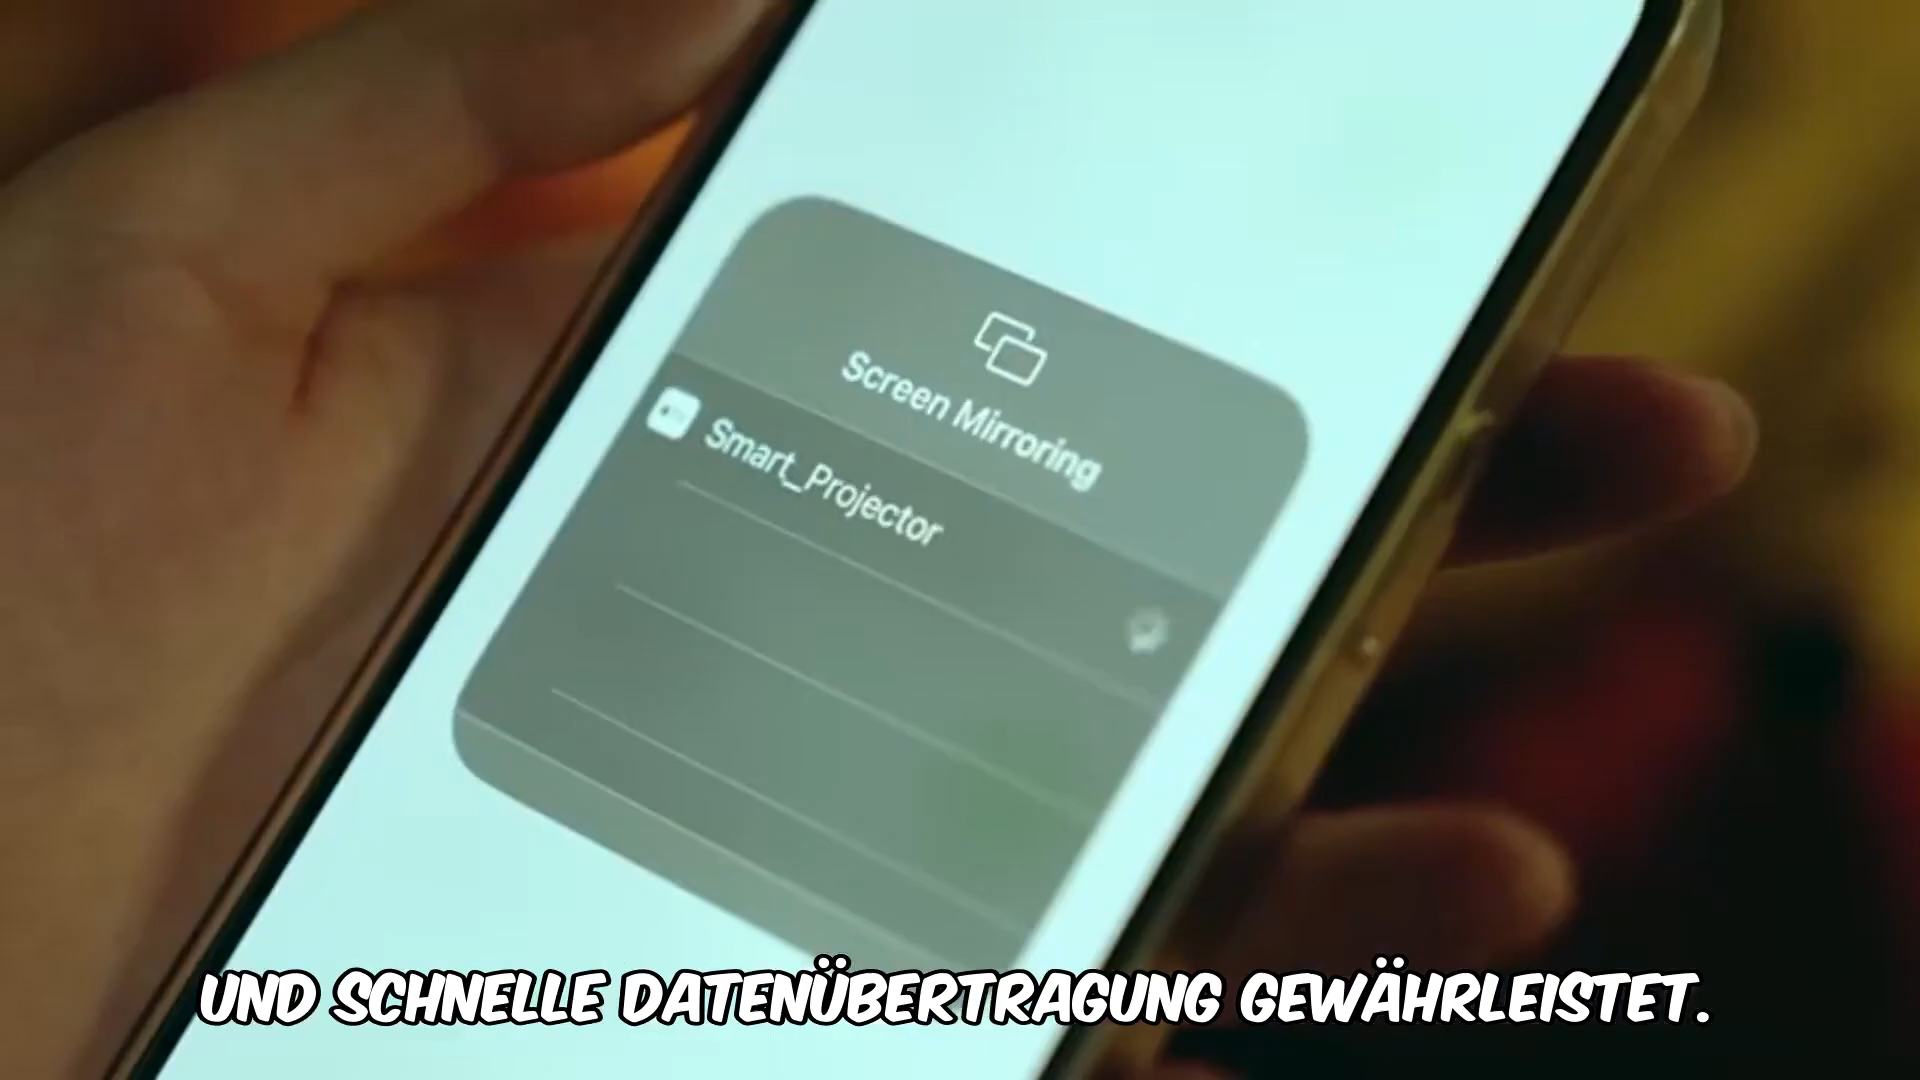 Screen Mirroring
Smart_Projector
UND SCHNELLE DATENÜBERTRAGUNG GEWÄHRLEISTET.